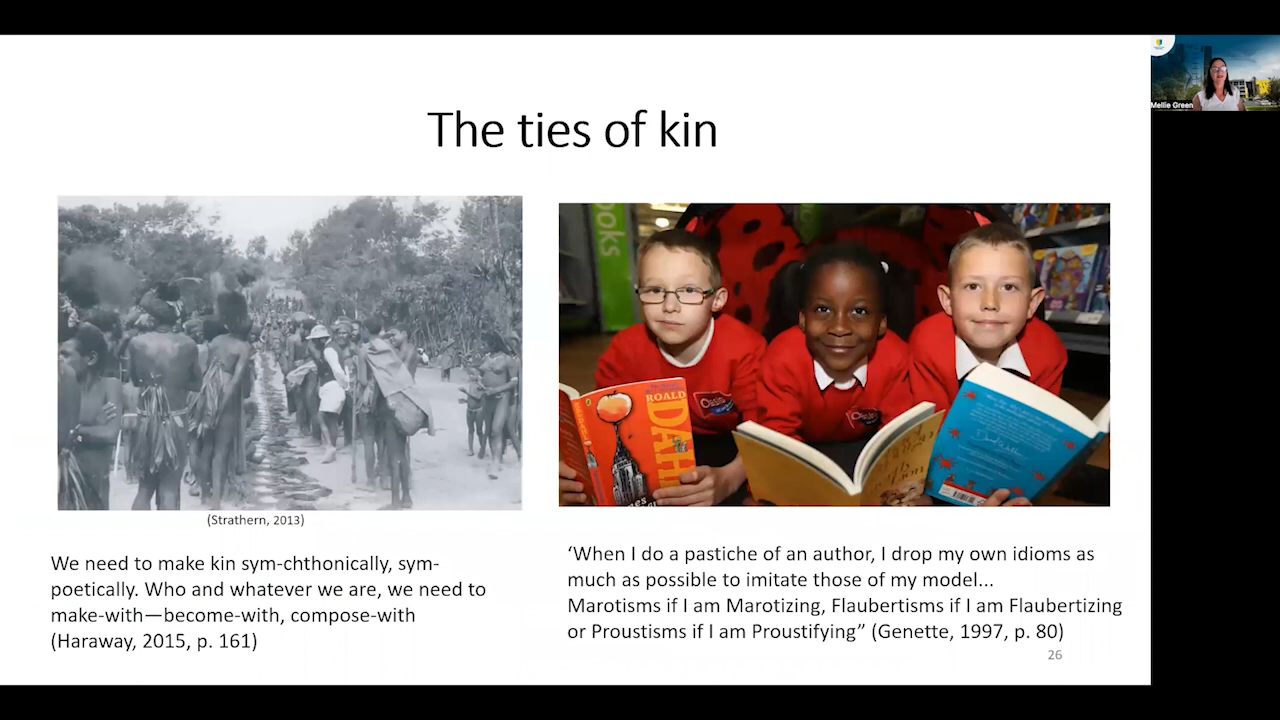 The ties of kin
Mellie Green
ooks
ROALD
DAHL
(Strathern, 2013)
We need to make kin sym-chthonically, sym-
poetically. Who and whatever we are, we need to
make-with—become-with, compose-with
(Haraway, 2015, p. 161)
‘When I do a pastiche of an author, I drop my own idioms as
much as possible to imitate those of my model...
Marotisms if I am Marotizing, Flaubertisms if I am Flaubertizing
or Proustisms if I am Proustifying” (Genette, 1997, p. 80)
26